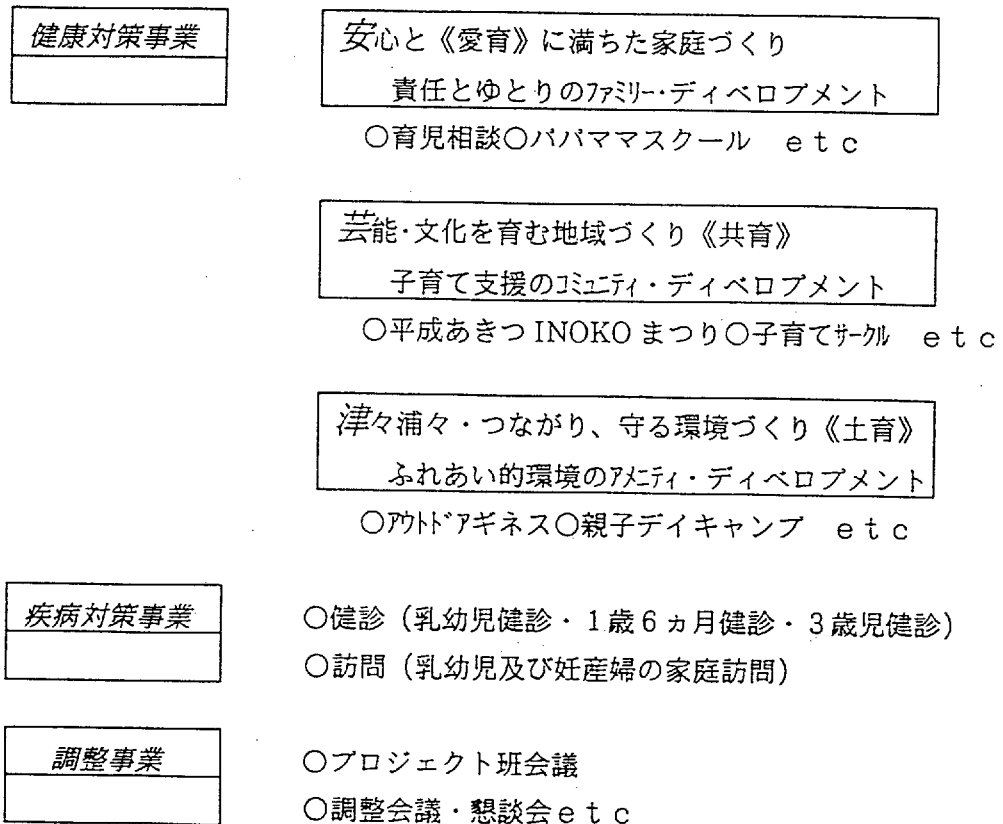 健康対策事業
安心と《愛育》に満ちた家庭づくり
責任とゆとりのﾌｧﾐﾘｰ・ディベロプメント
○育児相談○パパママスクール　ｅｔｃ
芸能・文化を育む地域づくり《共育》
子育て支援のｺﾐｭﾆﾃｨ・ディベロプメント
○平成あきつ INOKO まつり○子育てｻｰｸﾙ　ｅｔｃ
津々浦々・つながり、守る環境づくり《土育》
ふれあい的環境のｱﾒﾆﾃｨ・ディベロプメント
○ｱｳﾄﾄﾞｱギネス○親子デイキャンプ　ｅｔｃ
疾病対策事業
○健診（乳幼児健診・１歳６ヵ月健診・３歳児健診）
○訪問（乳幼児及び妊産婦の家庭訪問）
調整事業
○プロジェクト班会議
○調整会議・懇談会ｅｔｃ